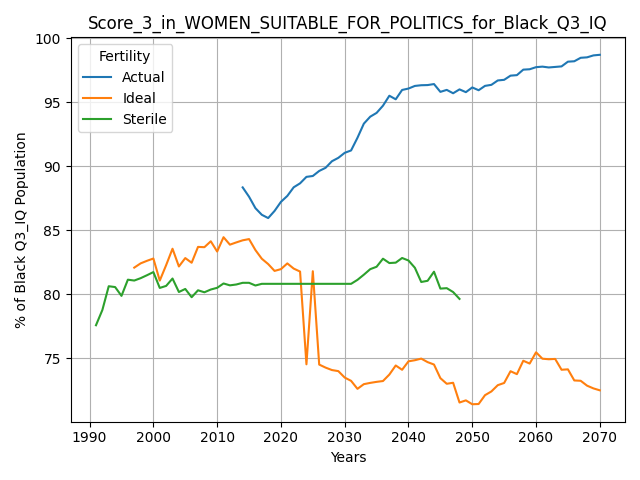 Score_3_in_WOMEN_SUITABLE_FOR_POLITICS_for_Black_Q3_IQ
Fertility
Actual
Ideal
Sterile
% of Black Q3_IQ Population
100
95
90
85
80
75
1990 2000 2010 2020 2030 2040 2050 2060 2070
Years